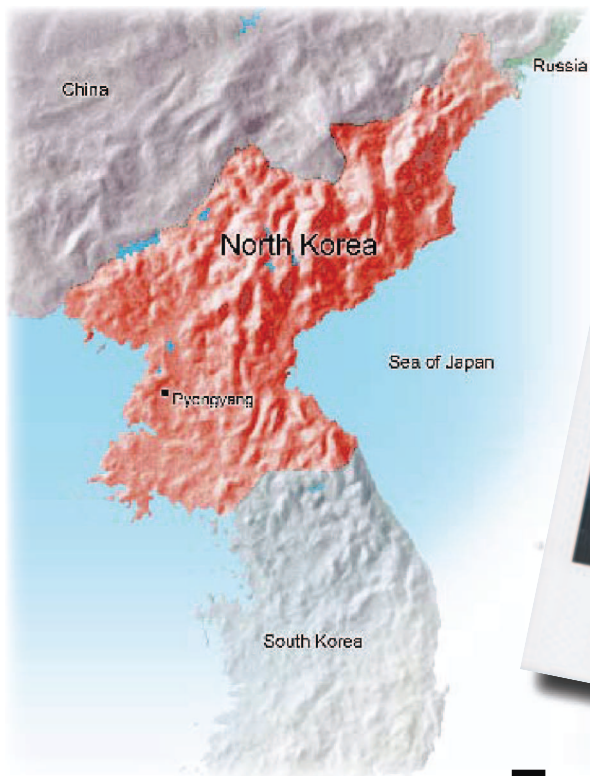 Russia
China
North Korea
Sea of Japan
Pyongyang
South Korea